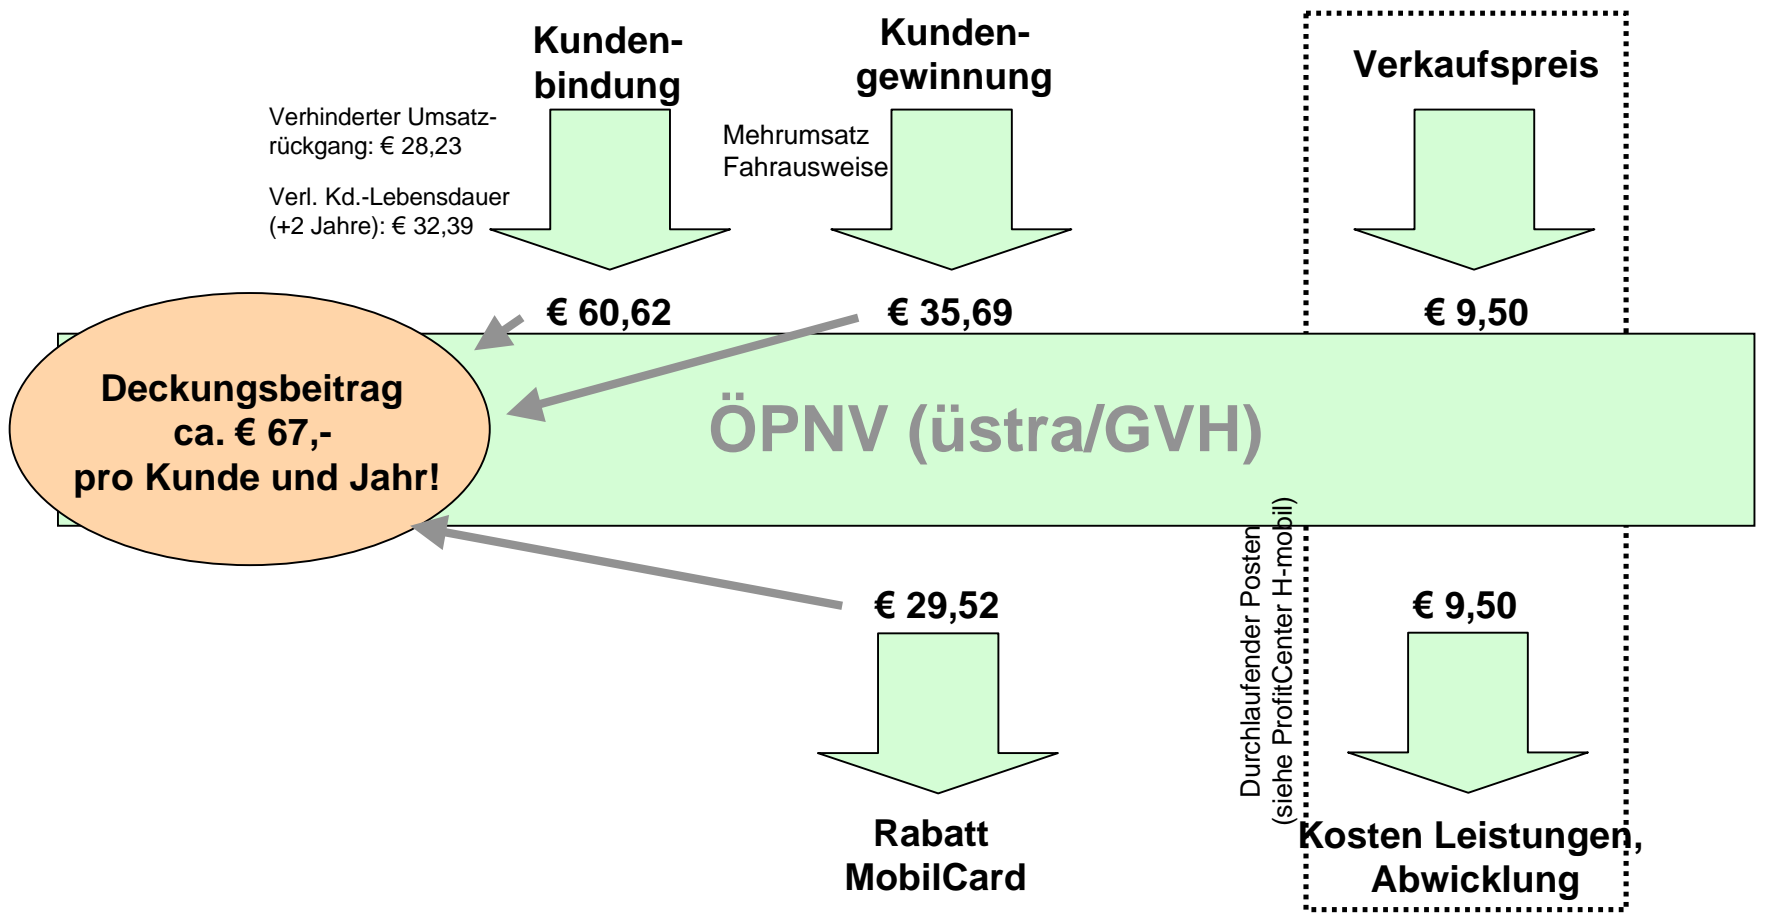 Kunden-
bindung
Kunden-
gewinnung
Verkaufspreis
Verhinderter Umsatz-
rückgang: € 28,23
Verl. Kd.-Lebensdauer
(+2 Jahre): € 32,39
Mehrumsatz
Fahrausweise
€ 60,62
€ 35,69
€ 9,50
Deckungsbeitrag
ca. € 67,-
pro Kunde und Jahr!
ÖPNV (üstra/GVH)
Durchlaufender Posten
(siehe ProfitCenter H-mobil)
€ 29,52
€ 9,50
Rabatt
MobilCard
Kosten Leistungen,
Abwicklung